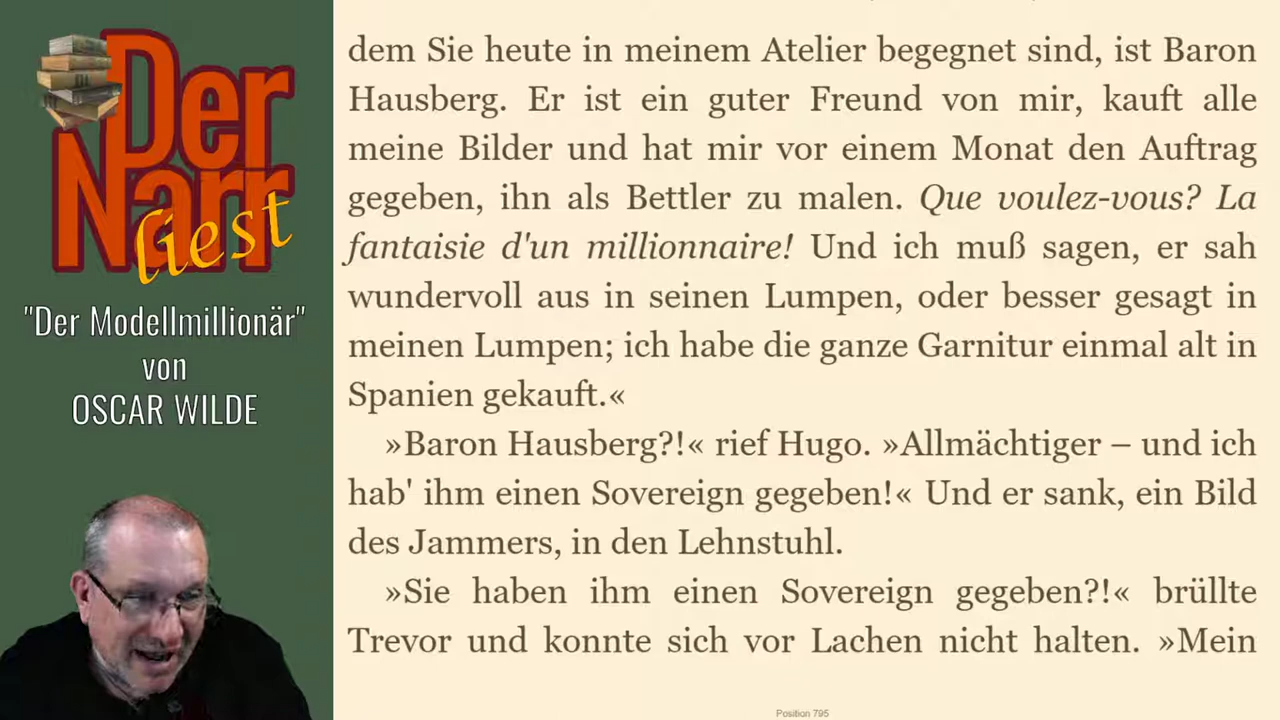 Der
Narr
liest
"Der Modellmillionär"
von
OSCAR WILDE
dem Sie heute in meinem Atelier begegnet sind, ist Baron
Hausberg. Er ist ein guter Freund von mir, kauft alle
meine Bilder und hat mir vor einem Monat den Auftrag
gegeben, ihn als Bettler zu malen. Que voulez-vous? La
fantaisie d'un millionnaire! Und ich muß sagen, er sah
wundervoll aus in seinen Lumpen, oder besser gesagt in
meinen Lumpen; ich habe die ganze Garnitur einmal alt in
Spanien gekauft.«
»Baron Hausberg?!« rief Hugo. »Allmächtiger – und ich
hab' ihm einen Sovereign gegeben!« Und er sank, ein Bild
des Jammers, in den Lehnstuhl.
»Sie haben ihm einen Sovereign gegeben?!« brüllte
Trevor und konnte sich vor Lachen nicht halten. »Mein
Position 795